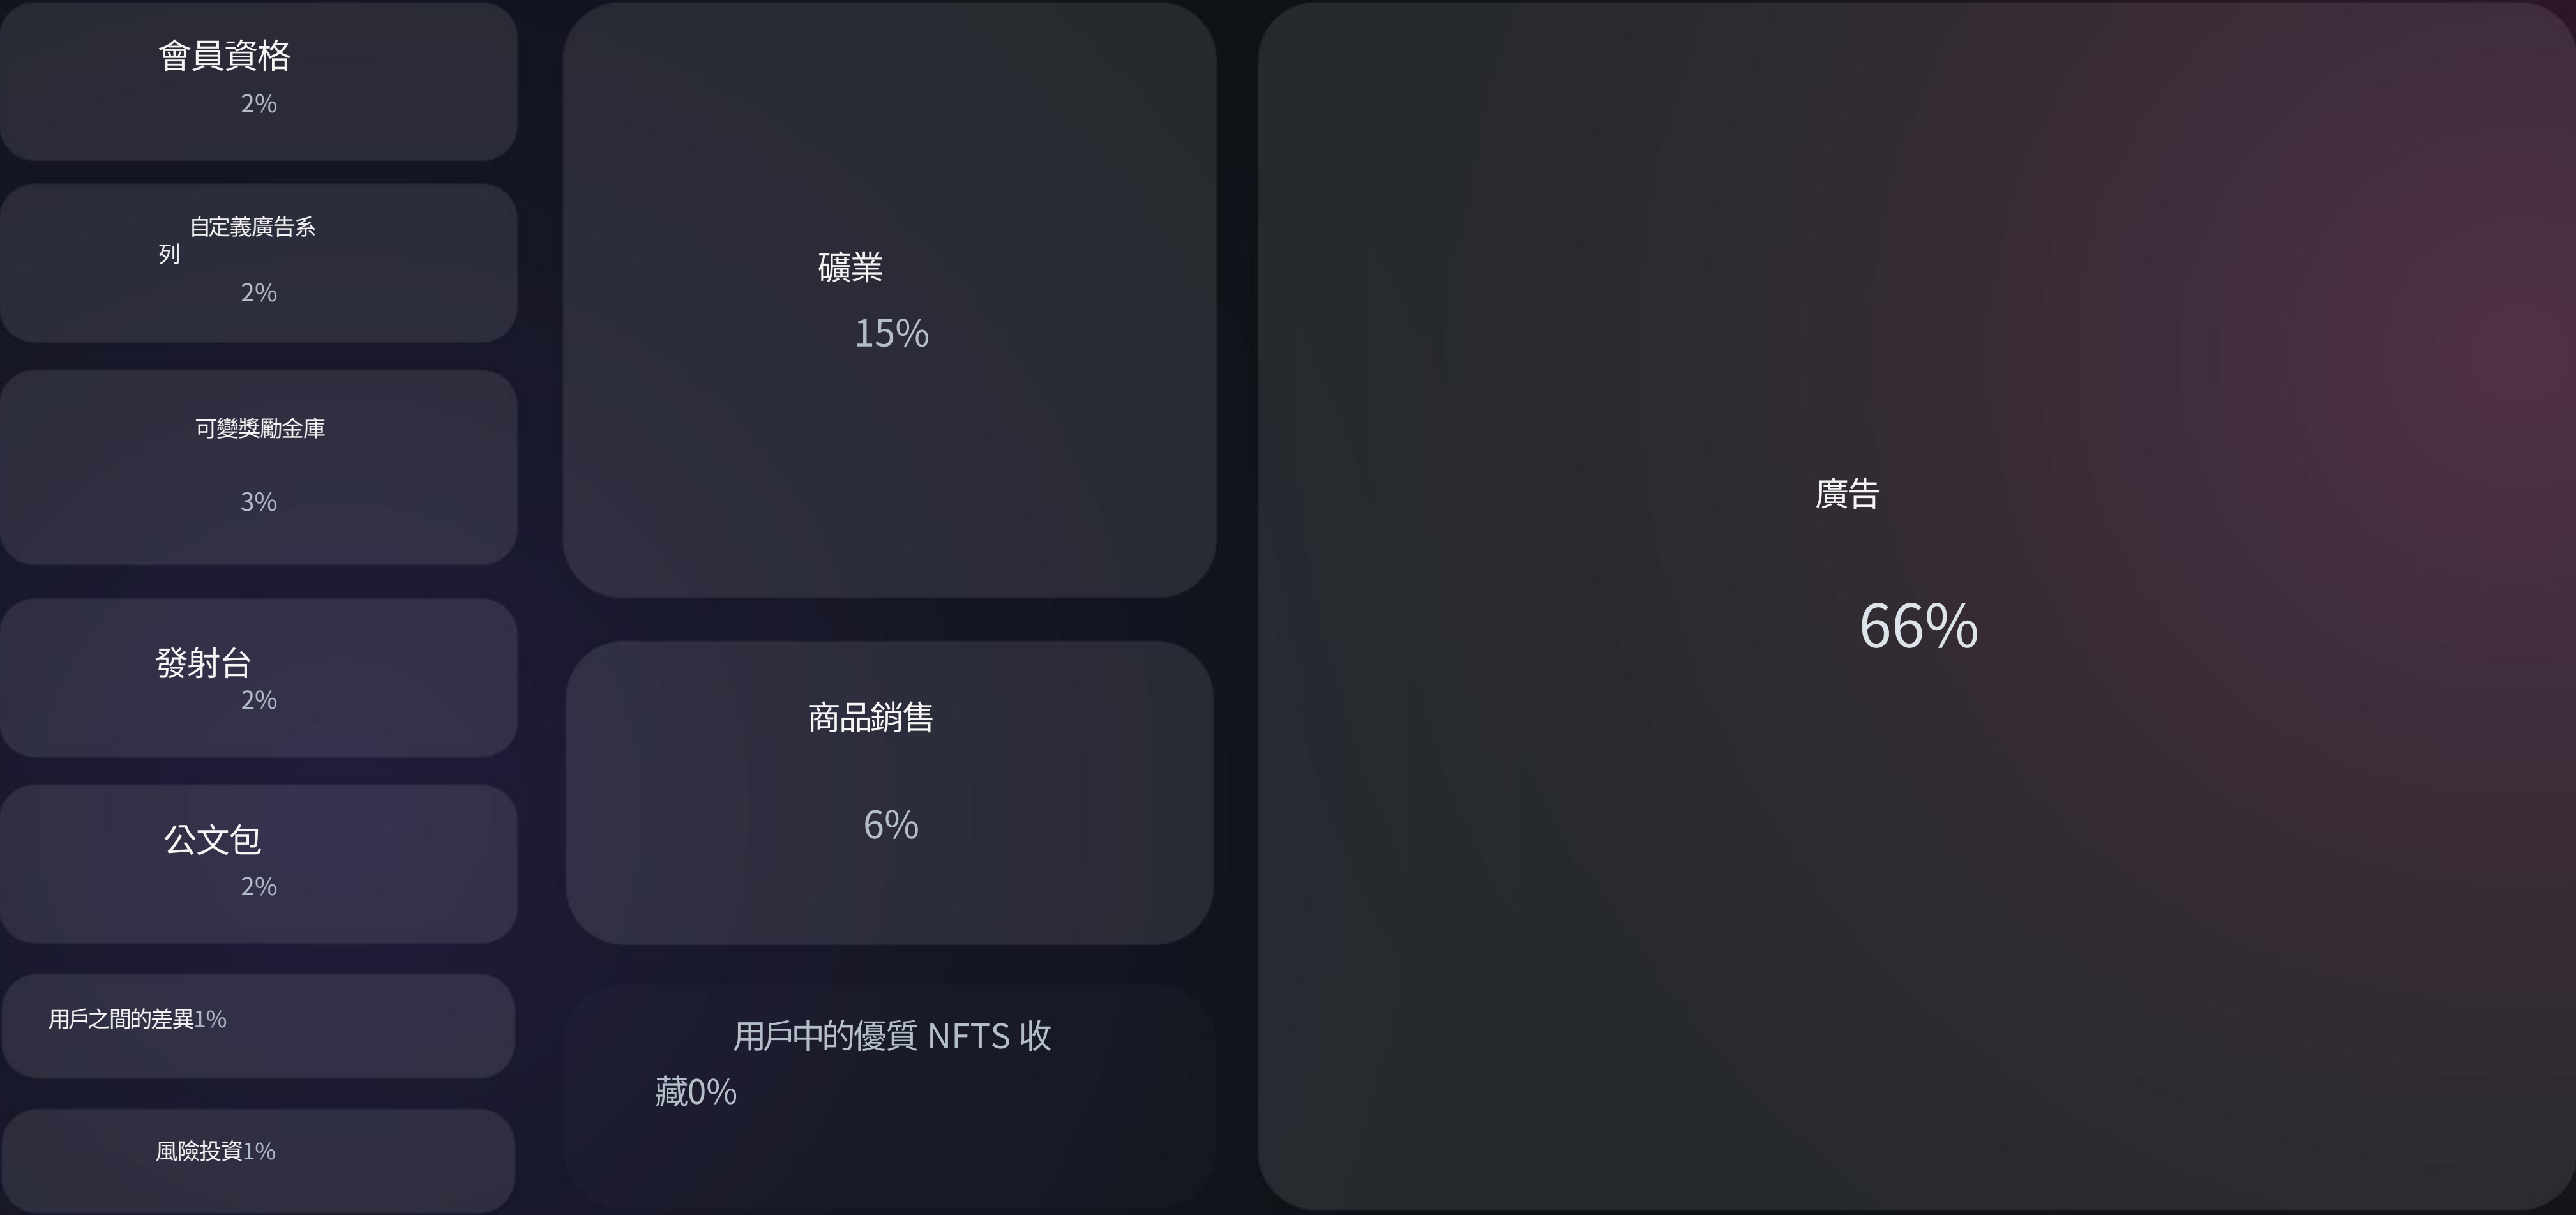 會員資格
2%
自定義廣告系
列
2%
可變獎勵金庫
3%
發射台
2%
公文包
2%
用戶之間的差異1%
風險投資1%
礦業
15%
商品銷售
6%
用戶中的優質 NFTS 收
藏0%
廣告
66%